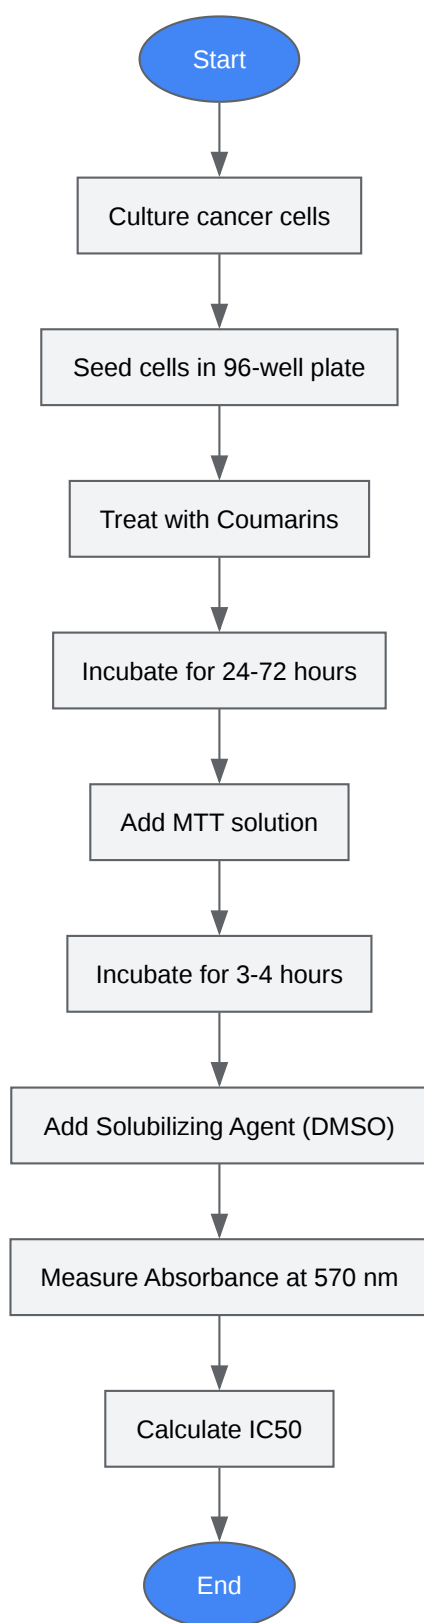 Start
Culture cancer cells
Seed cells in 96-well plate
Treat with Coumarins
Incubate for 24-72 hours
Add MTT solution
Incubate for 3-4 hours
Add Solubilizing Agent (DMSO)
Measure Absorbance at 570 nm
Calculate IC50
End